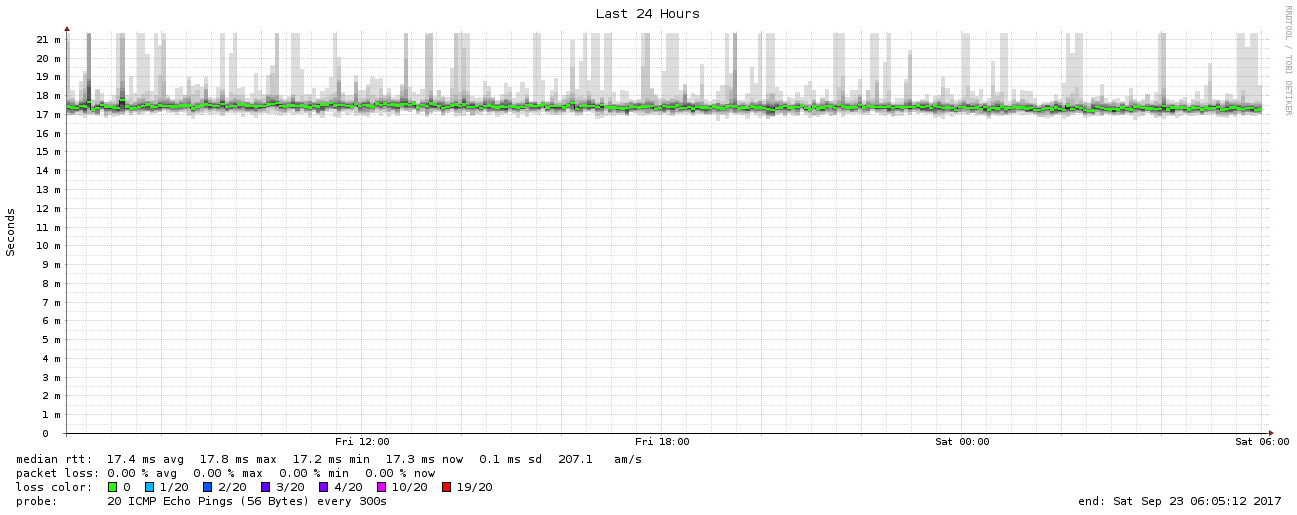 Last 24 Hours
RRDTOOL / TOBI OETIKER
Seconds
21 m
20 m
19 m
18 m
17 m
16 m
15 m
14 m
13 m
12 m
11 m
10 m
9 m
8 m
7 m
6 m
5 m
4 m
3 m
2 m
1 m
0
Fri 12:00 Fri 18:00 Sat 00:00 Sat 06:00
median rtt: 17.4 ms avg 17.8 ms max 17.2 ms min 17.3 ms now 0.1 ms sd 207.1 am/s
packet loss: 0.00 % avg 0.00 % max 0.00 % min 0.00 % now
loss color: 0 1/20 2/20 3/20 4/20 10/20 19/20
probe: 20 ICMP Echo Pings (56 Bytes) every 300s end: Sat Sep 23 06:05:12 2017